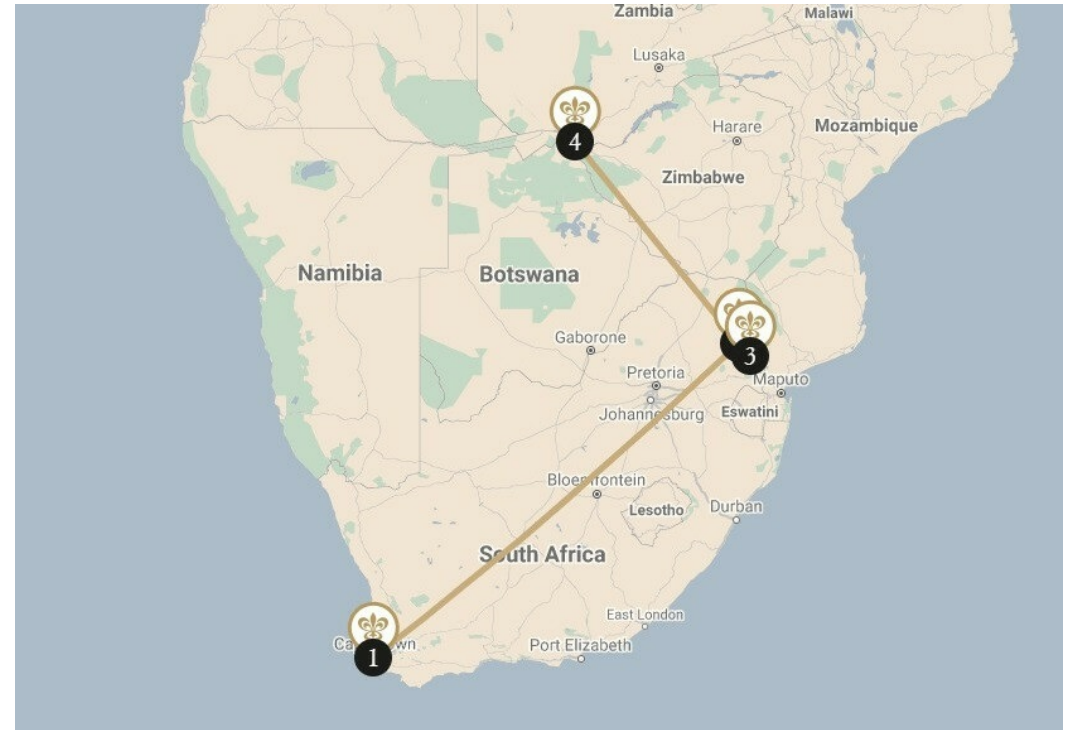 Zambia
Malawi
Lusaka
4
Harare
Mozambique
Zimbabwe
Namibia
Botswana
Gaborone
3
Pretoria
Maputo
Johannesburg
Eswatini
Bloemfontein
Lesotho
Durban
South Africa
East London
Port Elizabeth
1